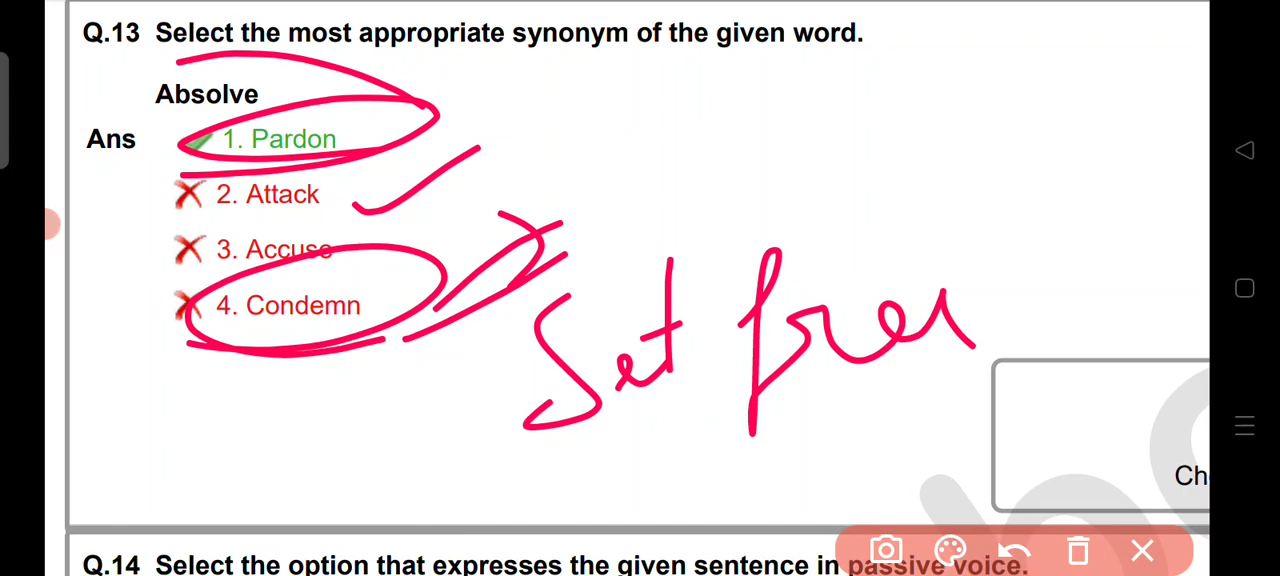 Q.13 Select the most appropriate synonym of the given word.
Absolve
Ans 1. Pardon
2. Attack
3. Accuse
4. Condemn
Set free
Ch
Q.14 Select the option that expresses the given sentence in passive voice.